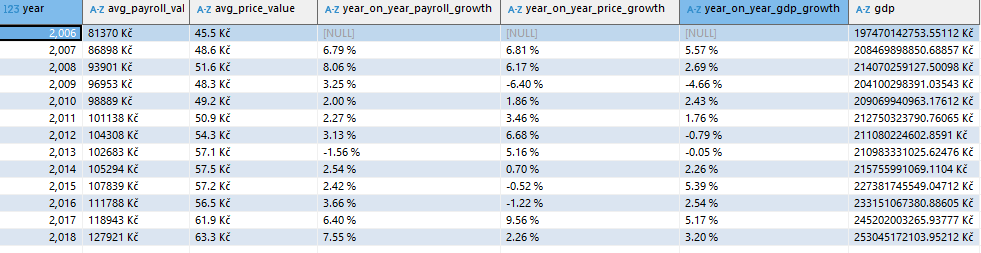 123 year A-Z avg_payroll_val A-Z avg_price_value A-Z year_on_year_payroll_growth A-Z year_on_year_price_growth A-Z year_on_year_gdp_growth A-Z gdp
2,006 81370 Kč 45.5 Kč [NULL] [NULL] [NULL] 197470142753.55112 Kč
2,007 86898 Kč 48.6 Kč 6.79 % 6.81 % 5.57 % 208469898850.68857 Kč
2,008 93901 Kč 51.6 Kč 8.06 % 6.17 % 2.69 % 214070259127.50098 Kč
2,009 96953 Kč 48.3 Kč 3.25 % -6.40 % -4.66 % 204100298391.03543 Kč
2,010 98889 Kč 49.2 Kč 2.00 % 1.86 % 2.43 % 209069940963.17612 Kč
2,011 101138 Kč 50.9 Kč 2.27 % 3.46 % 1.76 % 212750323790.76065 Kč
2,012 104308 Kč 54.3 Kč 3.13 % 6.68 % -0.79 % 211080224602.8591 Kč
2,013 102683 Kč 57.1 Kč -1.56 % 5.16 % -0.05 % 210983331025.62476 Kč
2,014 105294 Kč 57.5 Kč 2.54 % 0.70 % 2.26 % 215755991069.1104 Kč
2,015 107839 Kč 57.2 Kč 2.42 % -0.52 % 5.39 % 227381745549.04712 Kč
2,016 111788 Kč 56.5 Kč 3.66 % -1.22 % 2.54 % 233151067380.88605 Kč
2,017 118943 Kč 61.9 Kč 6.40 % 9.56 % 5.17 % 245202003265.93777 Kč
2,018 127921 Kč 63.3 Kč 7.55 % 2.26 % 3.20 % 253045172103.95212 Kč